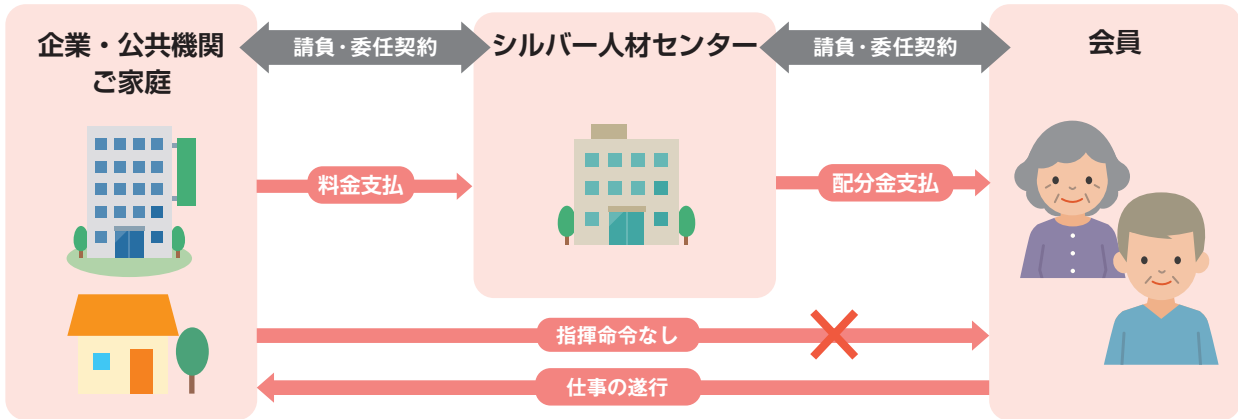 企業・公共機関
ご家庭
請負・委任契約
シルバー人材センター
請負・委任契約
会員
料金支払
配分金支払
指揮命令なし
仕事の遂行